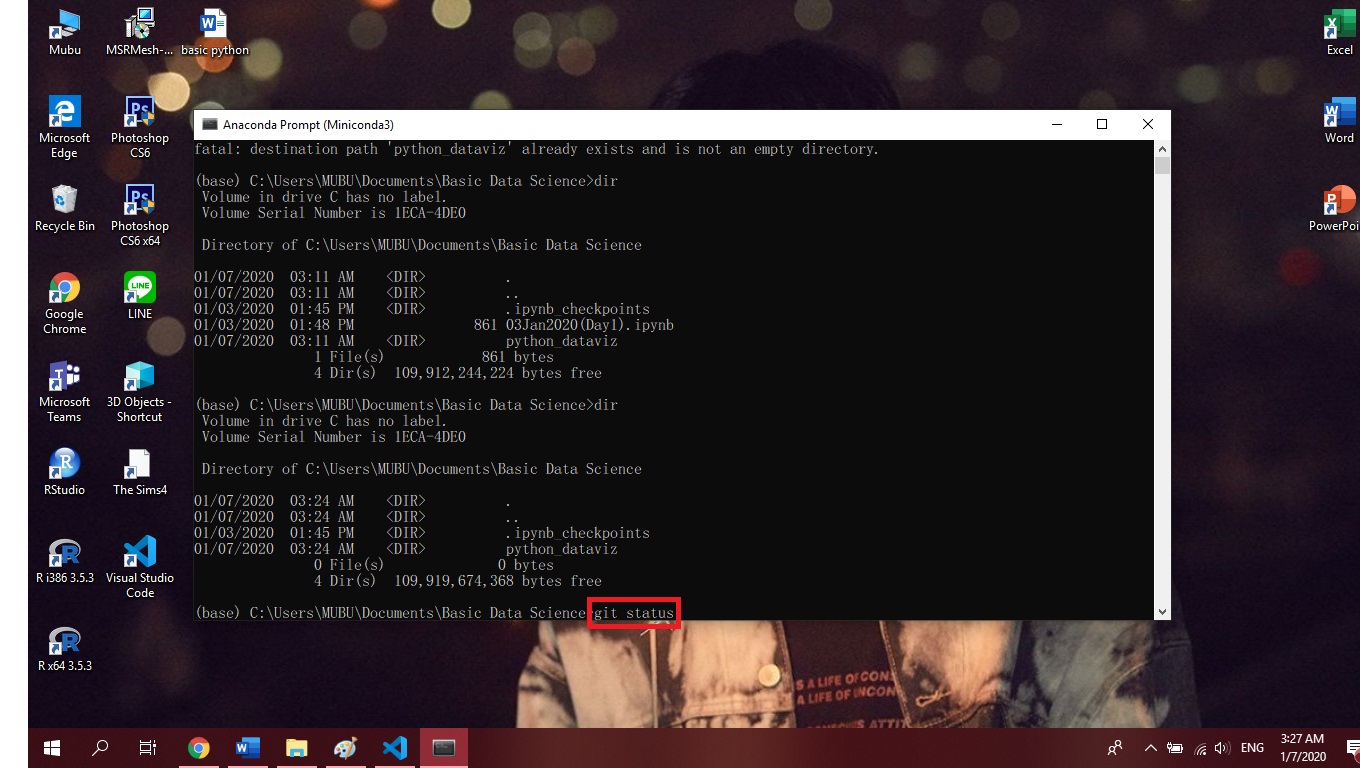 Mubu
MSRMesh-...
basic python
Excel
Microsoft Edge
Photoshop CS6
Word
Recycle Bin
Photoshop CS6 x64
PowerPoi
Google Chrome
LINE
Microsoft Teams
3D Objects - Shortcut
RStudio
The Sims4
R i386 3.5.3
Visual Studio Code
R x64 3.5.3
Anaconda Prompt (Miniconda3)
fatal: destination path 'python_dataviz' already exists and is not an empty directory.
(base) C:\Users\MUBU\Documents\Basic Data Science>dir
Volume in drive C has no label.
Volume Serial Number is 1ECA-4DE0
Directory of C:\Users\MUBU\Documents\Basic Data Science
01/07/2020  03:11 AM    <DIR>          .
01/07/2020  03:11 AM    <DIR>          ..
01/03/2020  01:45 PM    <DIR>          .ipynb_checkpoints
01/03/2020  01:48 PM               861 03Jan2020(Day1).ipynb
01/07/2020  03:11 AM    <DIR>          python_dataviz
1 File(s)            861 bytes
4 Dir(s)  109,912,244,224 bytes free
(base) C:\Users\MUBU\Documents\Basic Data Science>dir
Volume in drive C has no label.
Volume Serial Number is 1ECA-4DE0
Directory of C:\Users\MUBU\Documents\Basic Data Science
01/07/2020  03:24 AM    <DIR>          .
01/07/2020  03:24 AM    <DIR>          ..
01/03/2020  01:45 PM    <DIR>          .ipynb_checkpoints
01/07/2020  03:24 AM    <DIR>          python_dataviz
0 File(s)              0 bytes
4 Dir(s)  109,919,674,368 bytes free
(base) C:\Users\MUBU\Documents\Basic Data Science git status
S A LIFE OF CONS
A LIFE OF UNCON
ATTIT
ENG
3:27 AM
1/7/2020